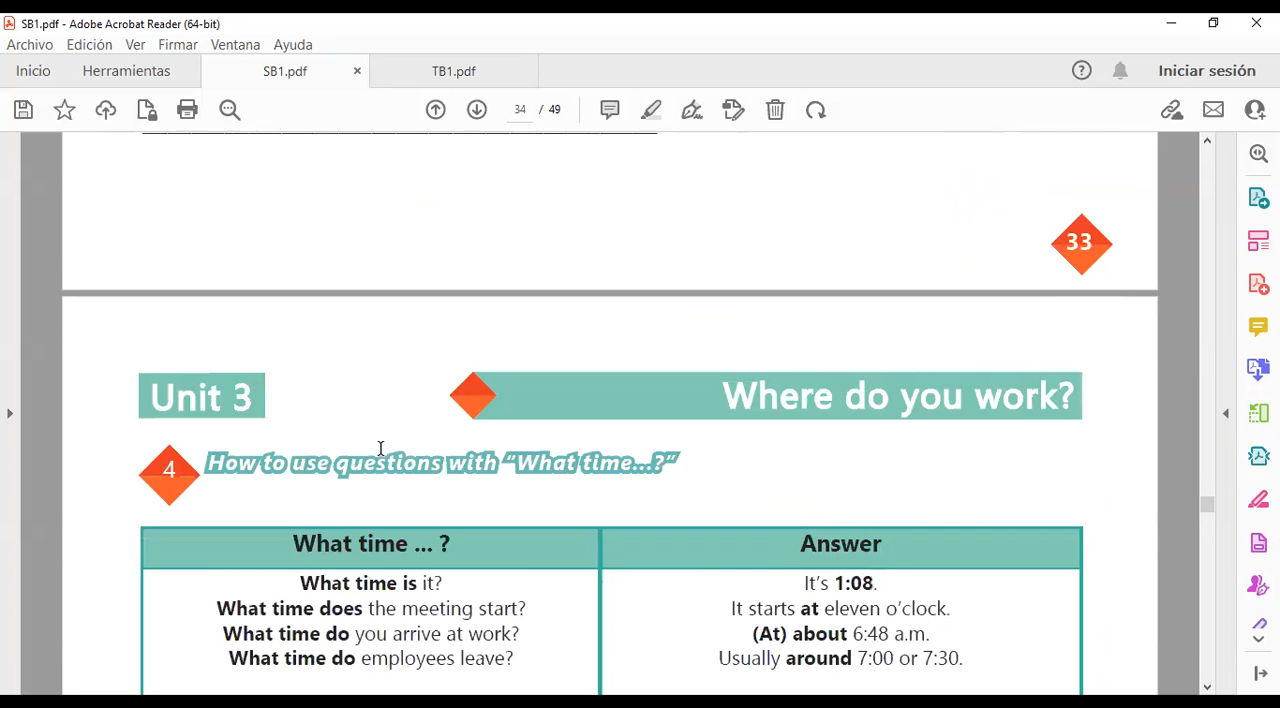 SB1.pdf - Adobe Acrobat Reader (64-bit)
Archivo Edición Ver Firmar Ventana Ayuda
Inicio Herramientas SB1.pdf × TB1.pdf Iniciar sesión
34 / 49
33
Unit 3 Where do you work?
4 How to use questions with “What time...?”
What time ... ? Answer
What time is it? It’s 1:08.
What time does the meeting start? It starts at eleven o’clock.
What time do you arrive at work? (At) about 6:48 a.m.
What time do employees leave? Usually around 7:00 or 7:30.